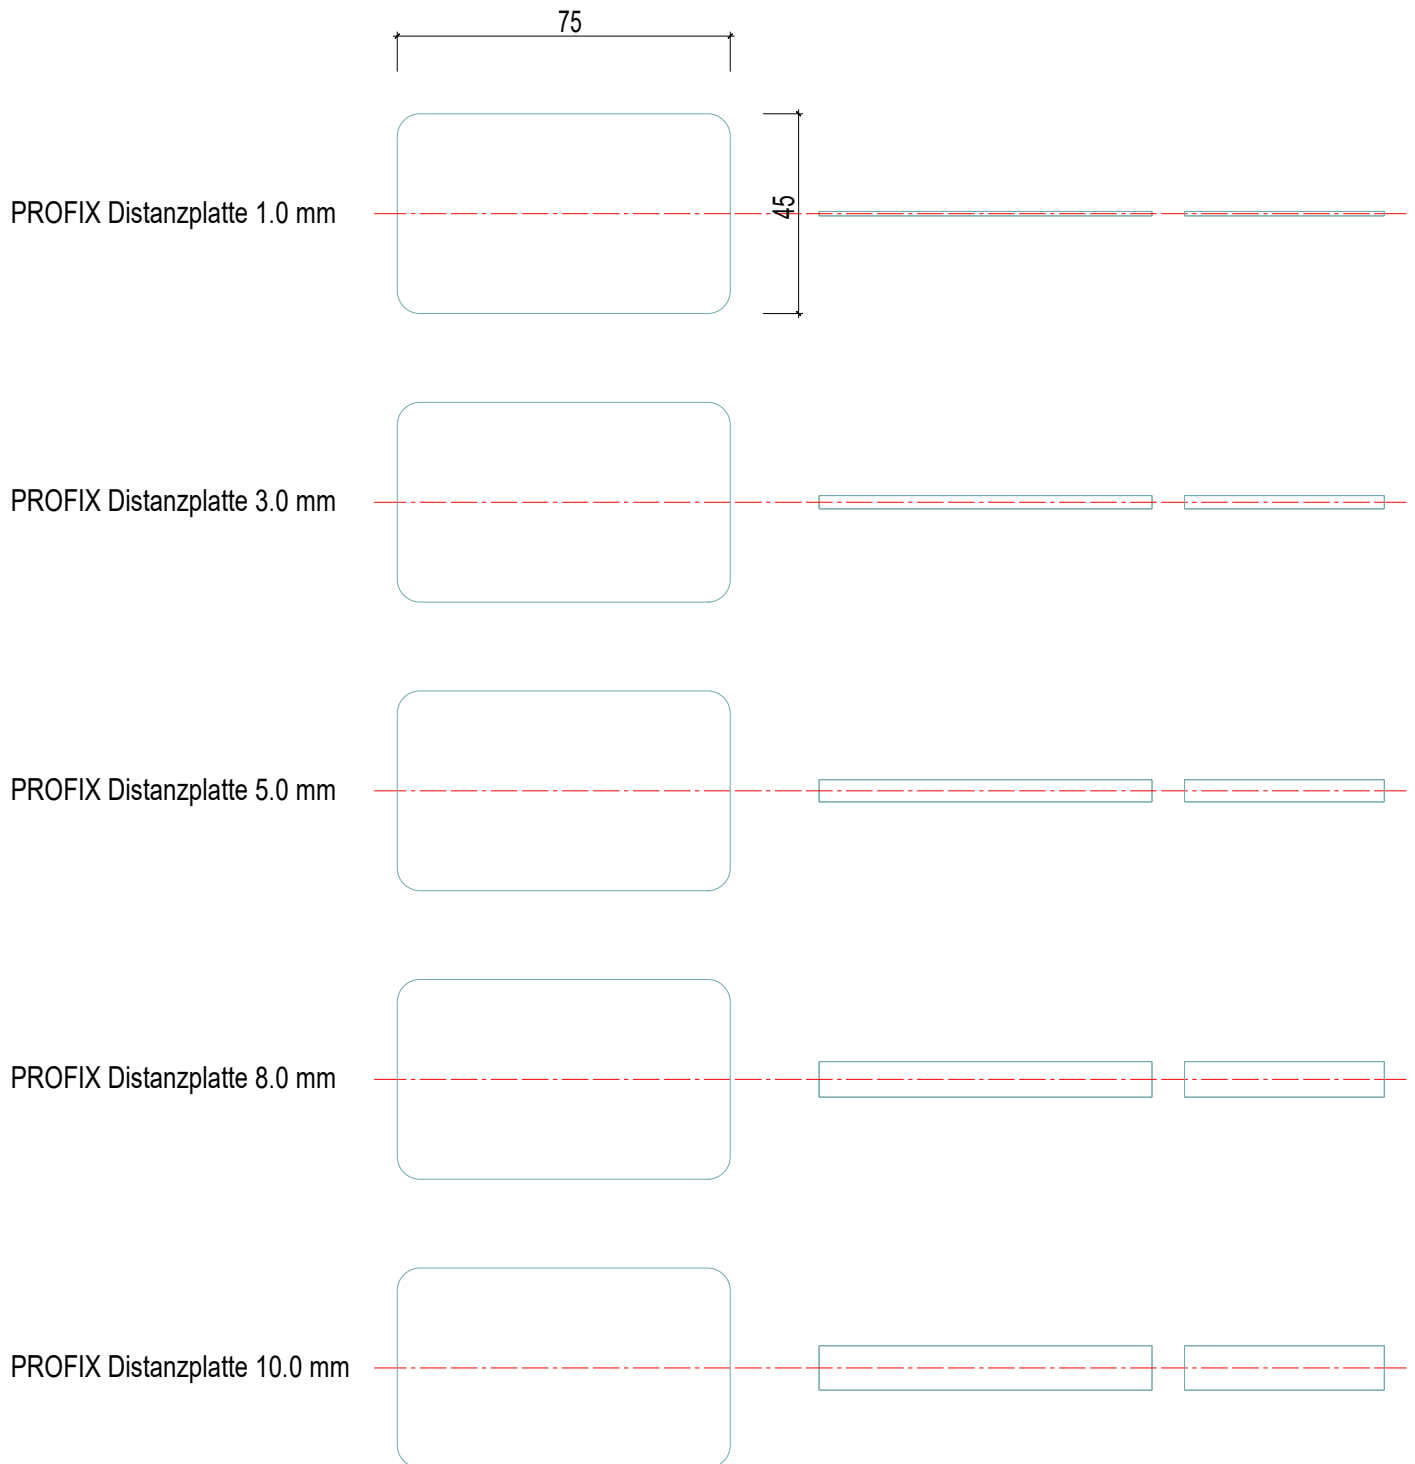 75
45
PROFIX Distanzplatte 1.0 mm
PROFIX Distanzplatte 3.0 mm
PROFIX Distanzplatte 5.0 mm
PROFIX Distanzplatte 8.0 mm
PROFIX Distanzplatte 10.0 mm